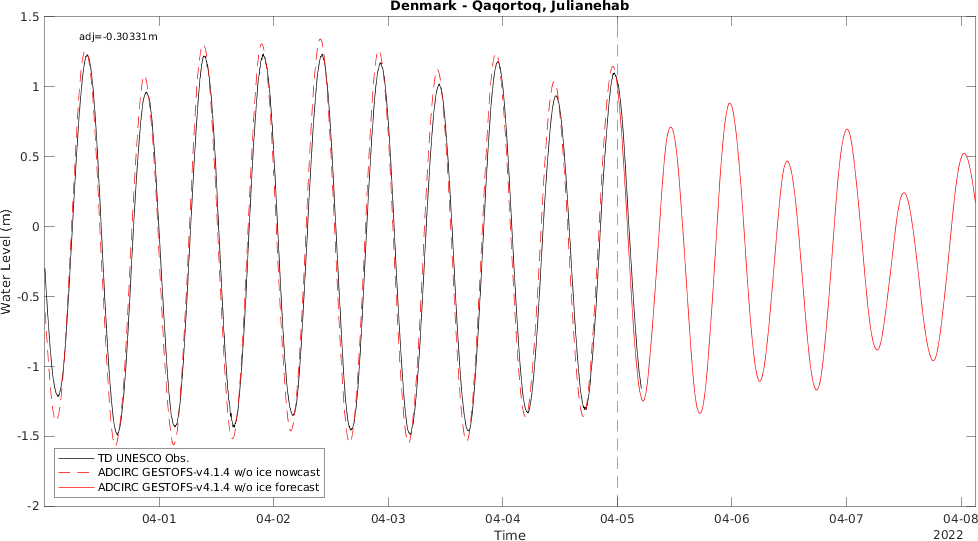 Denmark - Qaqortoq, Julianehab
adj=-0.30331m
1.5
1
0.5
0
-0.5
-1
-1.5
-2
Water Level (m)
TD UNESCO Obs.
ADCIRC GESTOFS-v4.1.4 w/o ice nowcast
ADCIRC GESTOFS-v4.1.4 w/o ice forecast
04-01 04-02 04-03 04-04 04-05 04-06 04-07 04-08
Time
2022